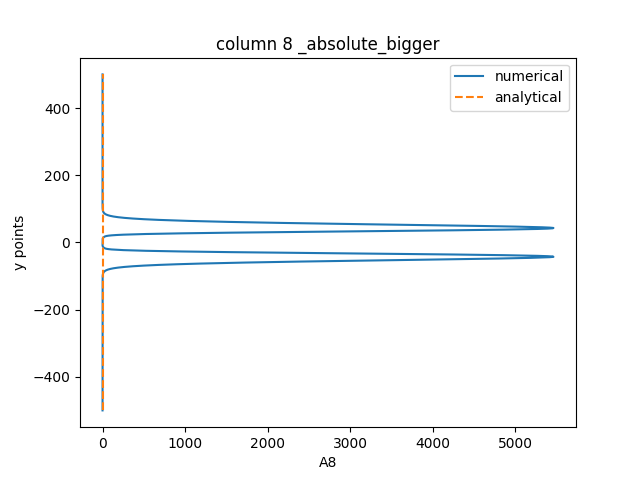 column 8 _absolute_bigger
numerical
analytical
400
200
0
−200
−400
y points
0 1000 2000 3000 4000 5000
A8